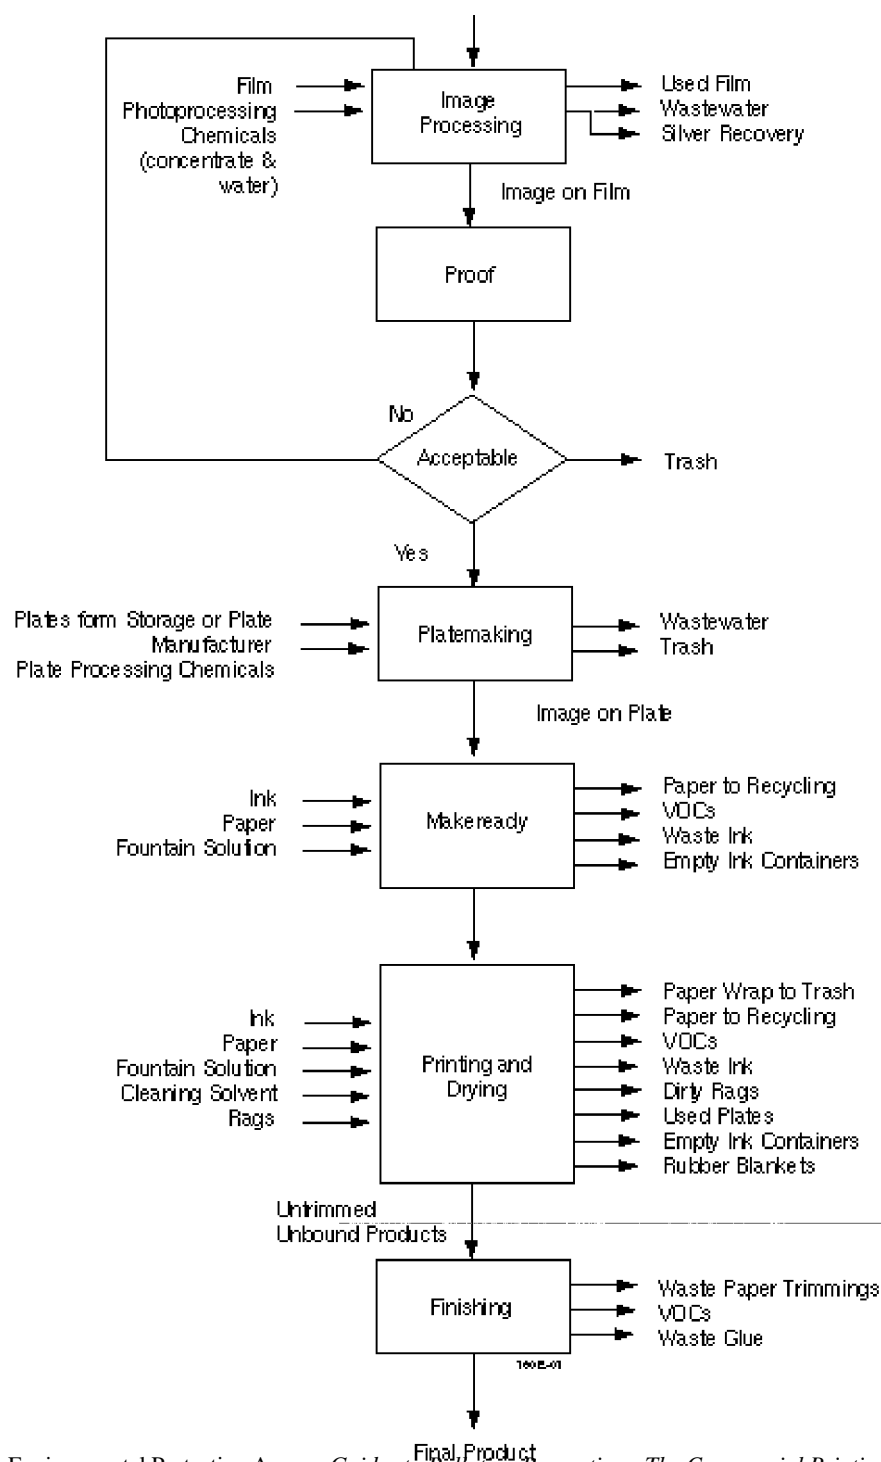 Film
Photoprocessing
Chemicals
(concentrate &
water)
Image
Processing
Used Film
Wastewater
Silver Recovery
Image on Film
Proof
No
Acceptable
Trash
Yes
Plates form Storage or Plate
Manufacturer
Plate Processing Chemicals
Platemaking
Wastewater
Trash
Image on Plate
Ink
Paper
Fountain Solution
Makeready
Paper to Recycling
VOCs
Waste Ink
Empty Ink Containers
Ink
Paper
Fountain Solution
Cleaning Solvent
Rags
Printing and
Drying
Paper Wrap to Trash
Paper to Recycling
VOCs
Waste Ink
Dirty Rags
Used Plates
Empty Ink Containers
Rubber Blankets
Untrimmed
Unbound Products
Finishing
Waste Paper Trimmings
VOCs
Waste Glue
Final Product